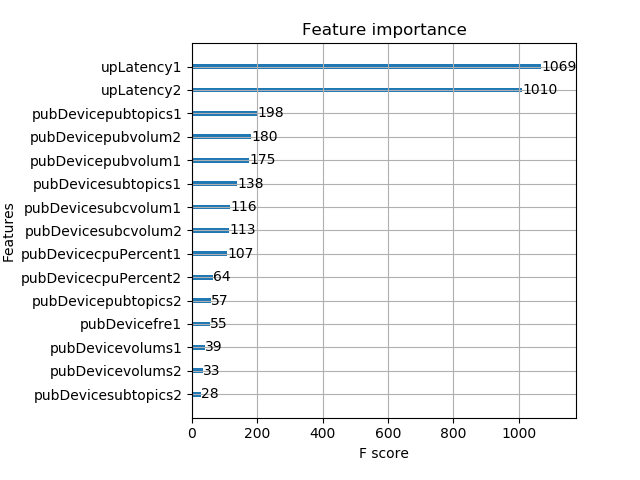 Feature importance
upLatency1 1069
upLatency2 1010
pubDevicepubtopics1 198
pubDevicepubvolum2 180
pubDevicepubvolum1 175
pubDevicesubtopics1 138
pubDevicesubcvolum1 116
pubDevicesubcvolum2 113
pubDevicecpuPercent1 107
pubDevicecpuPercent2 64
pubDevicepubtopics2 57
pubDevicefre1 55
pubDevicevolums1 39
pubDevicevolums2 33
pubDevicesubtopics2 28
Features
0 200 400 600 800 1000
F score